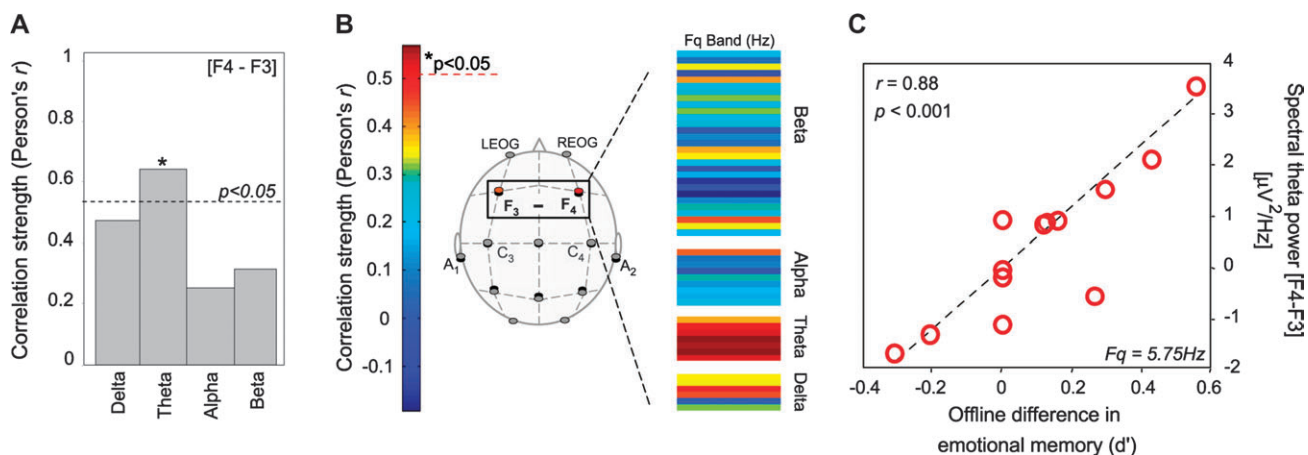 A
Correlation strength (Person's r)
1
0.8
0.6
0.4
0.2
0
[F4 - F3]
*
p<0.05
Delta
Theta
Alpha
Beta
B
Correlation strength (Person's r)
0.5
0.4
0.3
0.2
0.1
0
-0.1
*p<0.05
LEOG
REOG
F3 - F4
A1
C3
C4
A2
Fq Band (Hz)
Beta
Alpha
Theta
Delta
C
r = 0.88
p < 0.001
Fq = 5.75Hz
4
3
2
1
0
-1
-2
Spectral theta power [F4-F3]
[µV²/Hz]
-0.4
-0.2
0
0.2
0.4
0.6
Offline difference in
emotional memory (d')